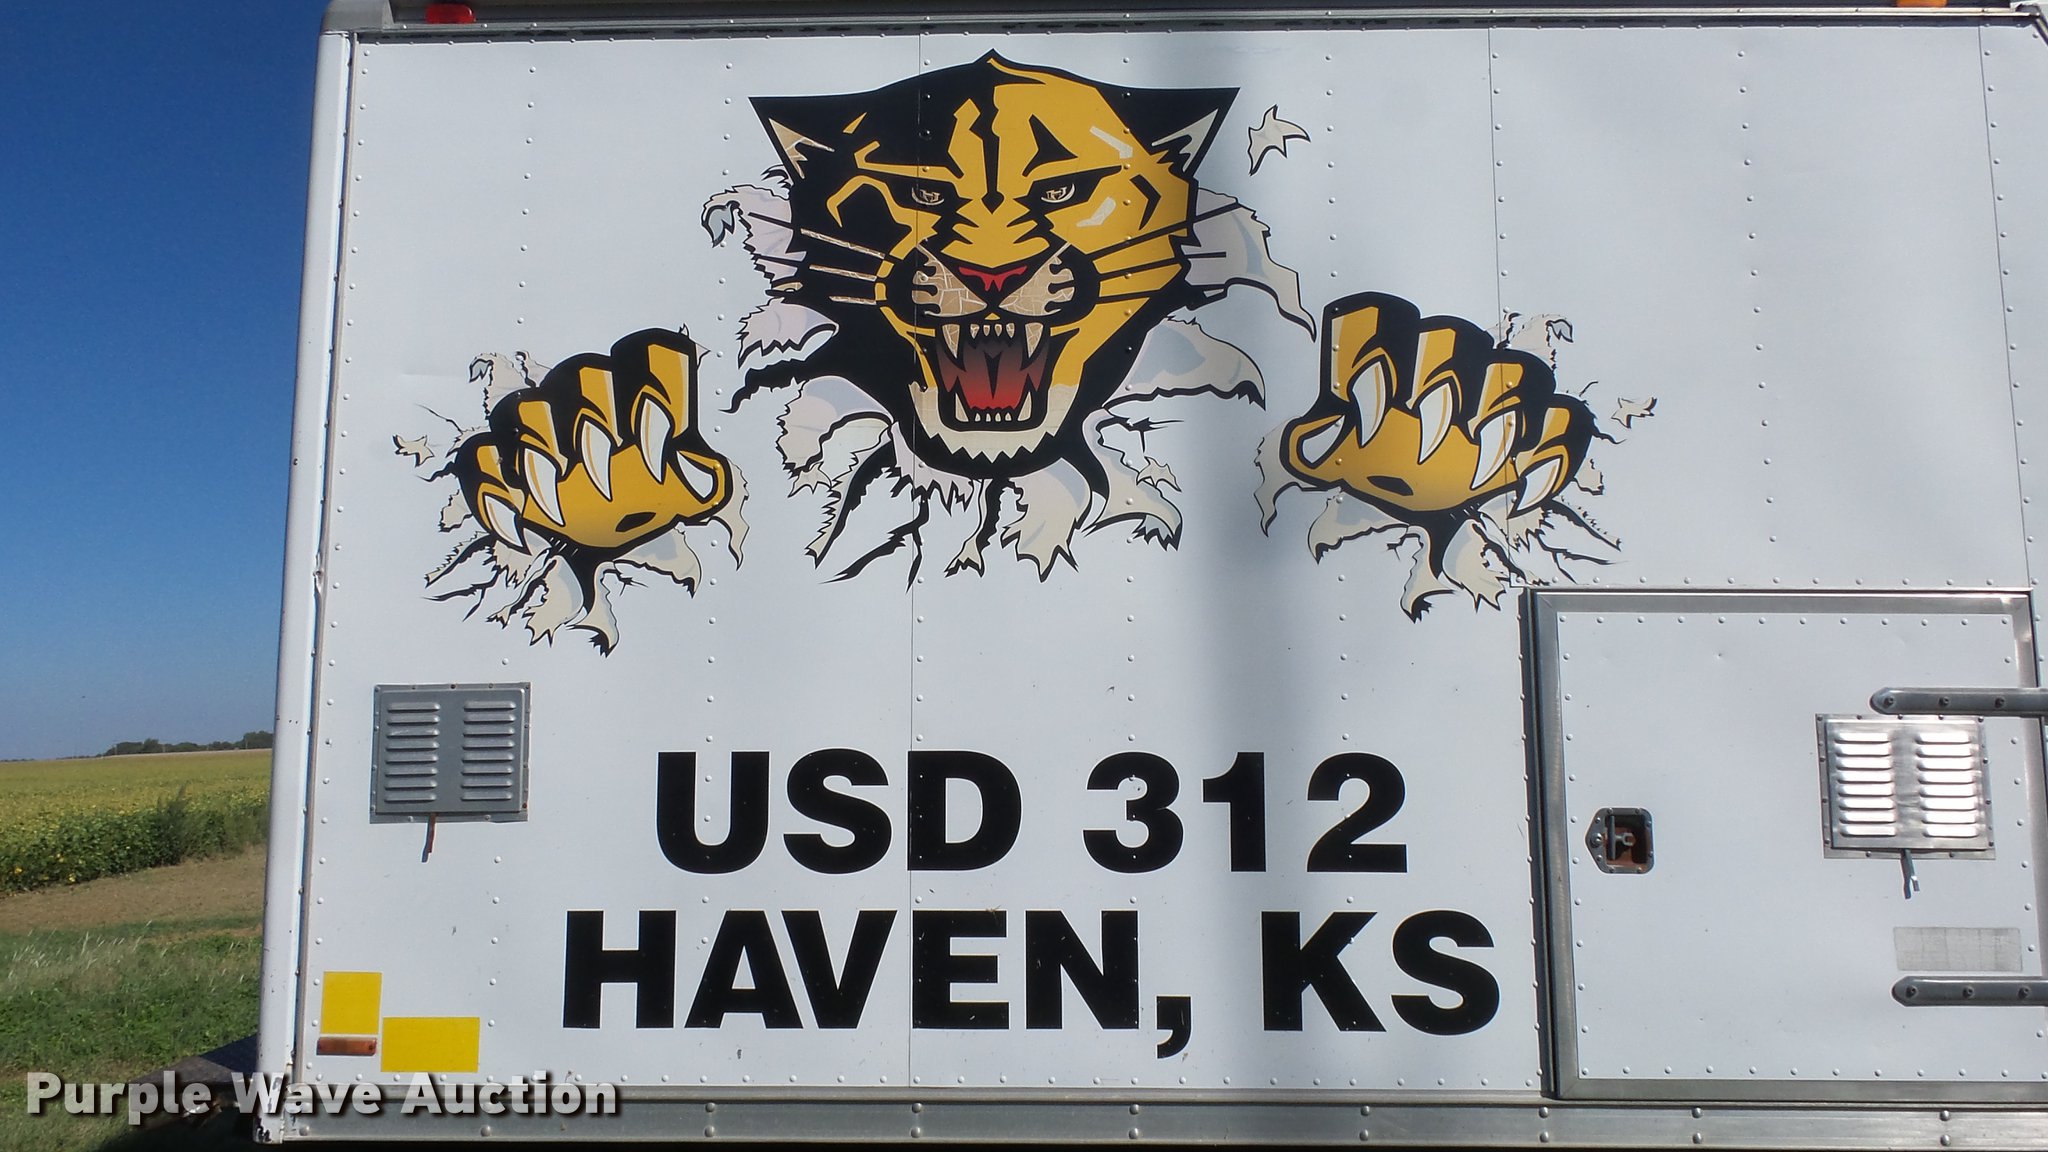 USD 312
HAVEN, KS
Purple Wave Auction